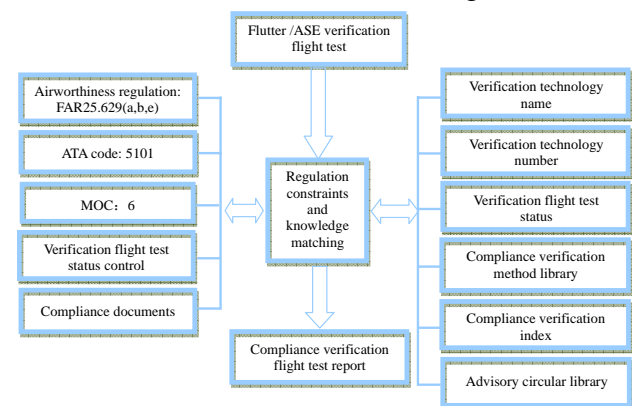 Flutter /ASE verification
flight test
Airworthiness regulation:
FAR25.629(a,b,e)
ATA code: 5101
MOC：6
Verification flight test
status control
Compliance documents
Regulation
constraints
and
knowledge
matching
Compliance verification
flight test report
Verification technology
name
Verification technology
number
Verification flight test
status
Compliance verification
method library
Compliance verification
index
Advisory circular library